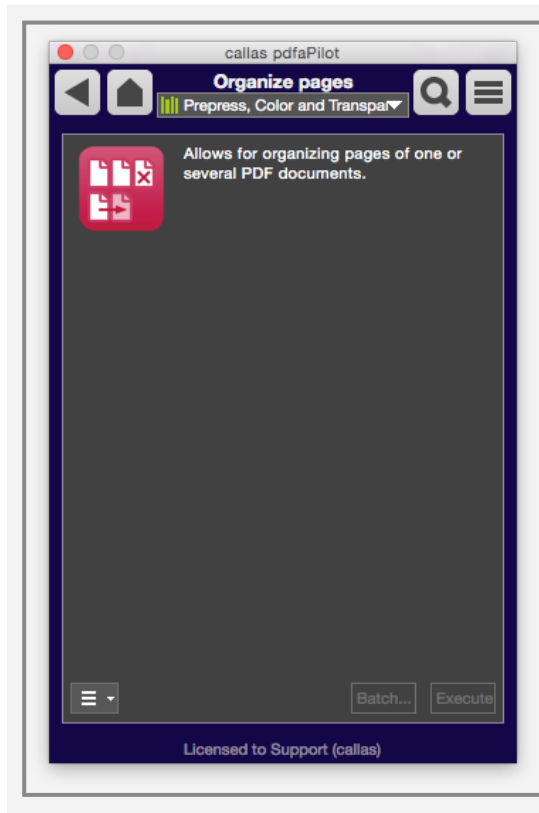 callas pdfaPilot
Organize pages
Prepress, Color and Transpar
Allows for organizing pages of one or
several PDF documents.
Batch...
Execute
Licensed to Support (callas)